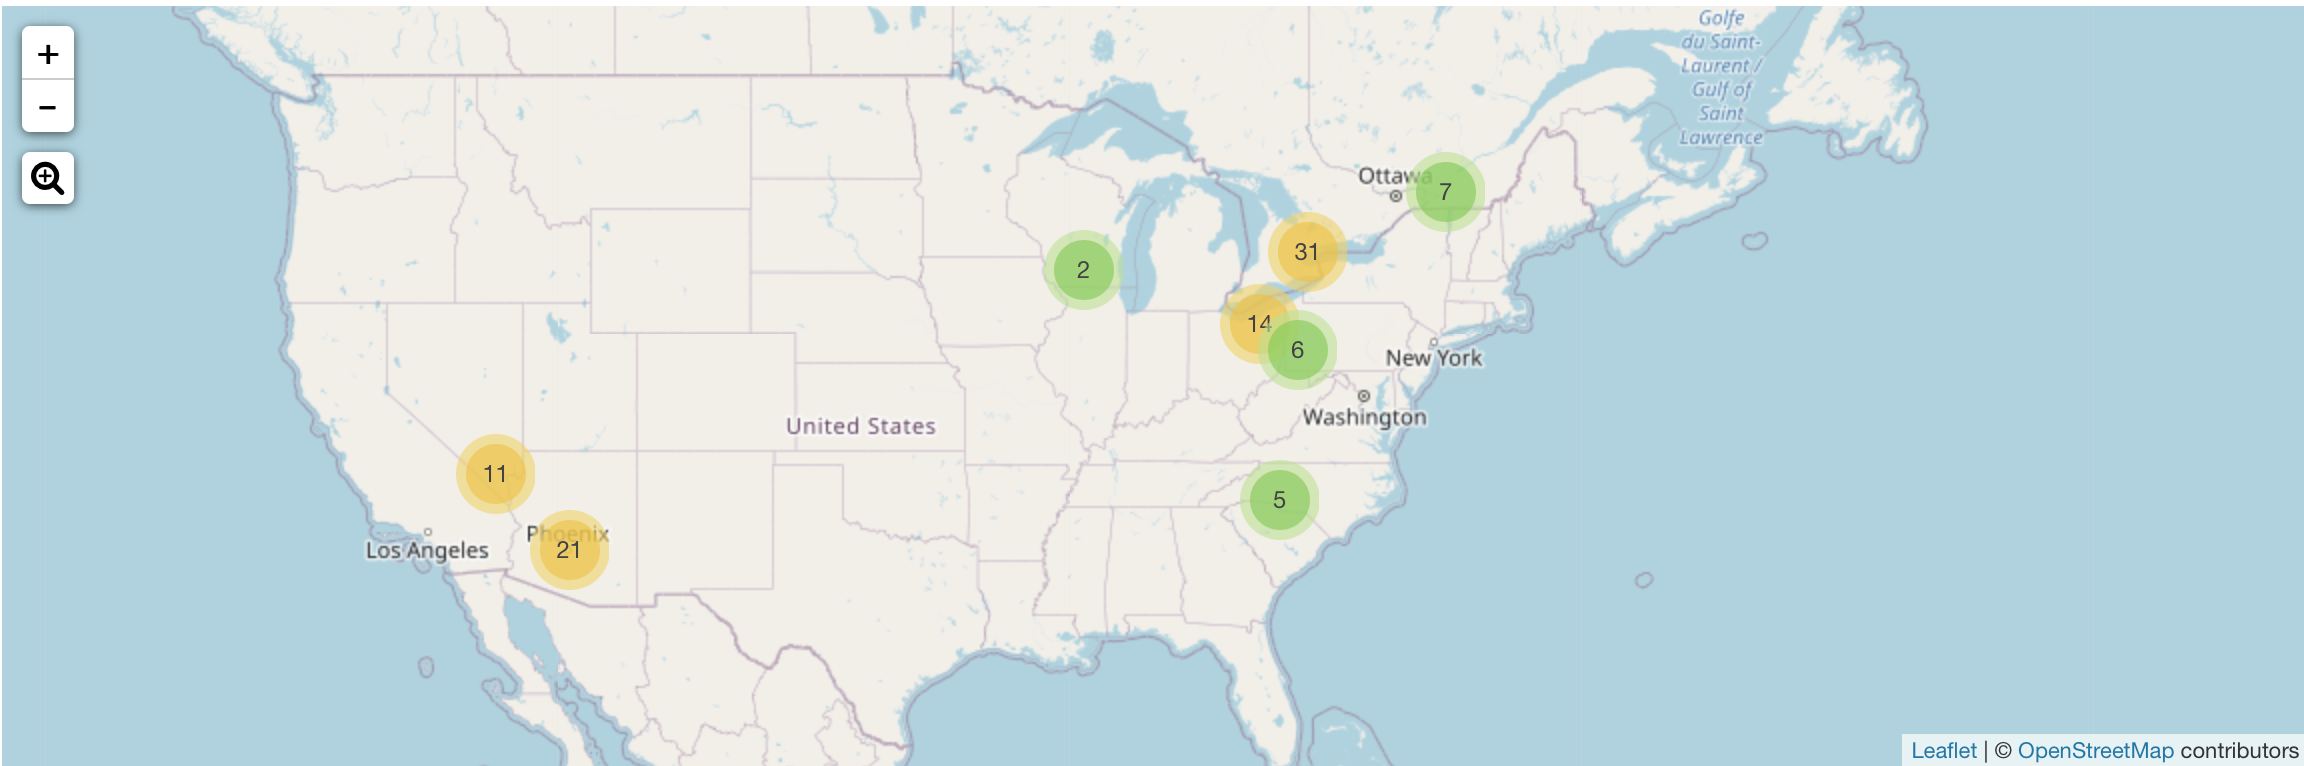 +
−
Golfe
du Saint-
Laurent /
Gulf of
Saint
Lawrence
Ottawa
7
31
2
14
6
New York
Washington
United States
11
5
Phoenix
21
Los Angeles
Leaflet | © OpenStreetMap contributors